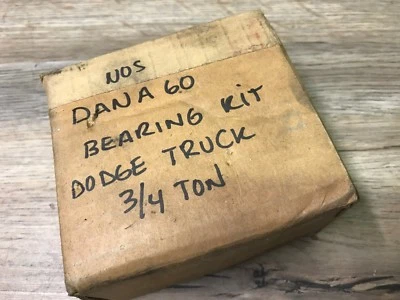 NOS
DANA 60
BEARING KIT
DODGE TRUCK
3/4 TON